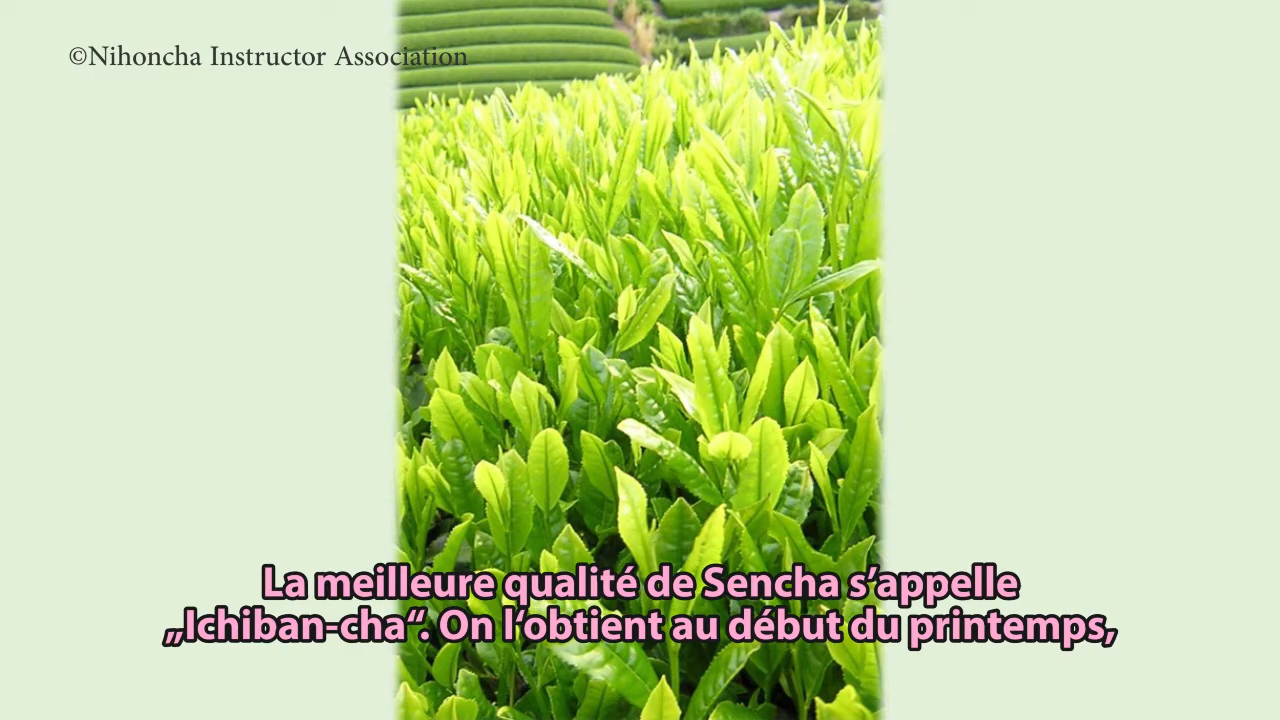 ©Nihoncha Instructor Association
La meilleure qualité de Sencha s’appelle
„Ichiban-cha“. On l‘obtient au début du printemps,